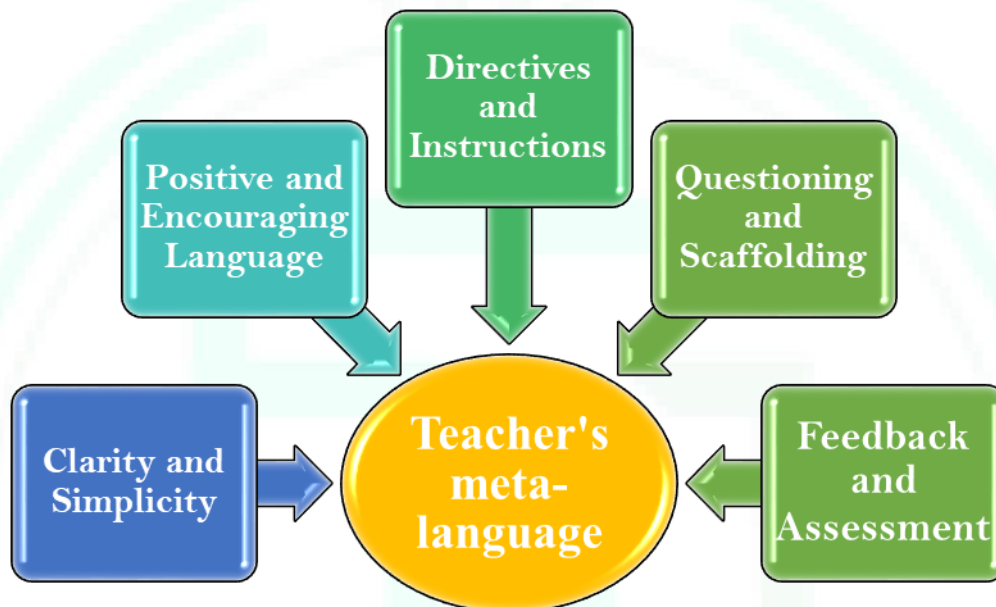 Directives
and
Instructions
Positive and
Encouraging
Language
Questioning
and
Scaffolding
Clarity and
Simplicity
Teacher's
meta-
language
Feedback
and
Assessment